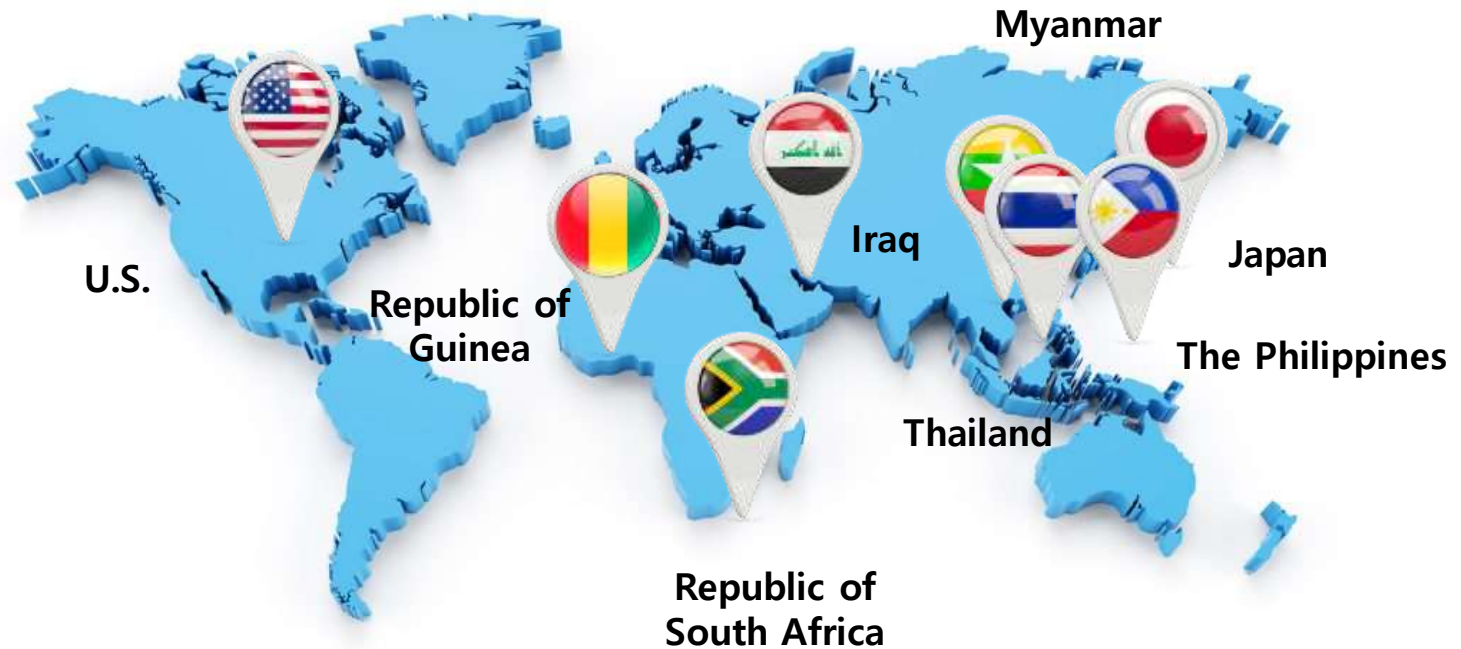 Myanmar
Iraq
Japan
U.S.
Republic of
Guinea
The Philippines
Thailand
Republic of
South Africa